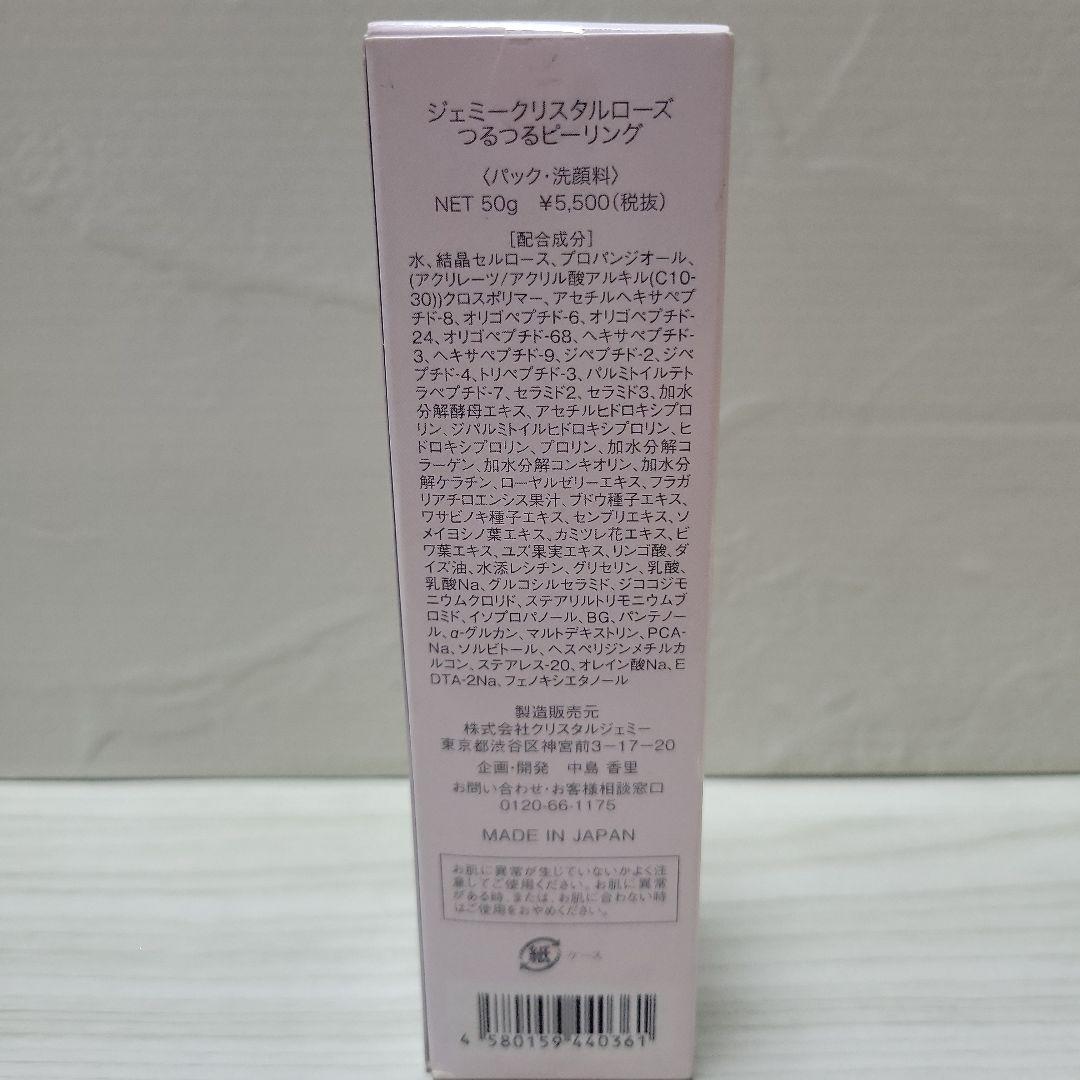 ジェミークリスタルローズ
つるつるピーリング
〈パック・洗顔料〉
NET 50g ¥5,500(税抜)
[配合成分]
水、結晶セルロース、プロパンジオール、
(アクリレーツ/アクリル酸アルキル(C10-
30))クロスポリマー、アセチルヘキサペプ
チド-8、オリゴペプチド-6、オリゴペプチド-
24、オリゴペプチド-68、ヘキサペプチド-
3、ヘキサペプチド-9、ジペプチド-2、ジペ
プチド-4、トリペプチド-3、パルミトイルテト
ラペプチド-7、セラミド2、セラミド3、加水
分解酵母エキス、アセチルヒドロキシプロ
リン、ジパルミトイルヒドロキシプロリン、ヒ
ドロキシプロリン、プロリン、加水分解コ
ラーゲン、加水分解コンキオリン、加水分
解ケラチン、ローヤルゼリーエキス、フラガ
リアチロエンシス果汁、ブドウ種子エキス、
ワサビノキ種子エキス、センブリエキス、ソ
メイヨシノ葉エキス、カミツレ花エキス、ビ
ワ葉エキス、ユズ果実エキス、リンゴ酸、ダ
イズ油、水添レシチン、グリセリン、乳酸、
乳酸Na、グルコシルセラミド、ジココジモ
ニウムクロリド、ステアリルトリモニウムブ
ロミド、イソプロパノール、BG、パンテノー
ル、α-グルカン、マルトデキストリン、PCA-
Na、ソルビトール、ヘスペリジンメチルカ
ルコン、ステアレス-20、オレイン酸Na、E
DTA-2Na、フェノキシエタノール
製造販売元
株式会社クリスタルジェミー
東京都渋谷区神宮前3-17-20
企画・開発 中島 香里
お問い合わせ・お客様相談窓口
0120-66-1175
MADE IN JAPAN
お肌に異常が生じていないかよく注
意してご使用ください。お肌に異常
がある時、または、お肌に合わない時
はご使用をおやめください。
紙 ケース
4 580159 440361